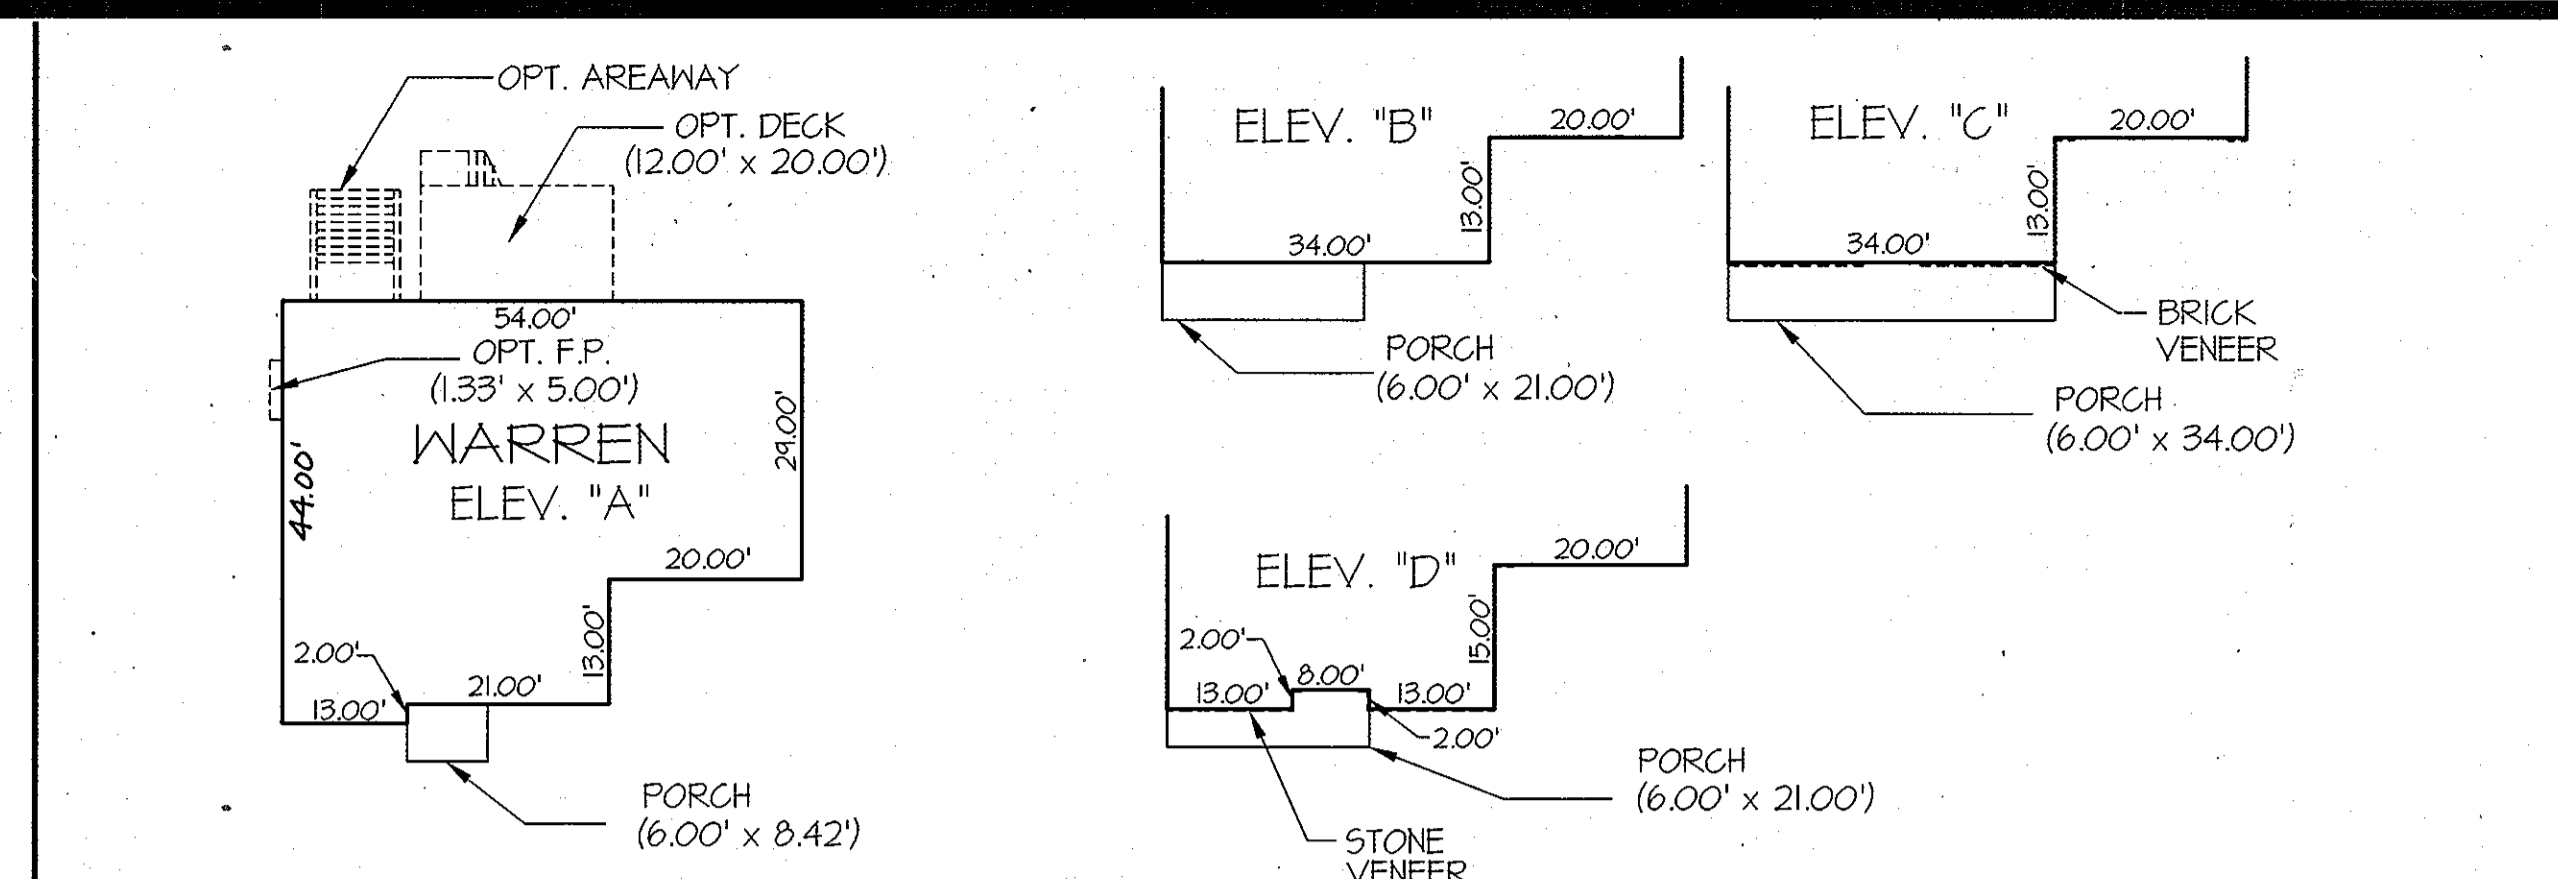 OPT. AREAWAY
OPT. DECK
(12.00' x 20.00')
54.00'
OPT. F.P.
(1.33' x 5.00')
WARREN
ELEV. "A"
44.00'
29.00'
20.00'
13.00'
2.00'
21.00'
13.00'
PORCH
(6.00' x 8.42')
ELEV. "B"
20.00'
13.00'
34.00'
PORCH
(6.00' x 21.00')
ELEV. "C"
20.00'
13.00'
34.00'
BRICK
VENEER
PORCH
(6.00' x 34.00')
ELEV. "D"
20.00'
15.00'
2.00'
8.00'
13.00'
13.00'
2.00'
PORCH
(6.00' x 21.00')
STONE
VENEER